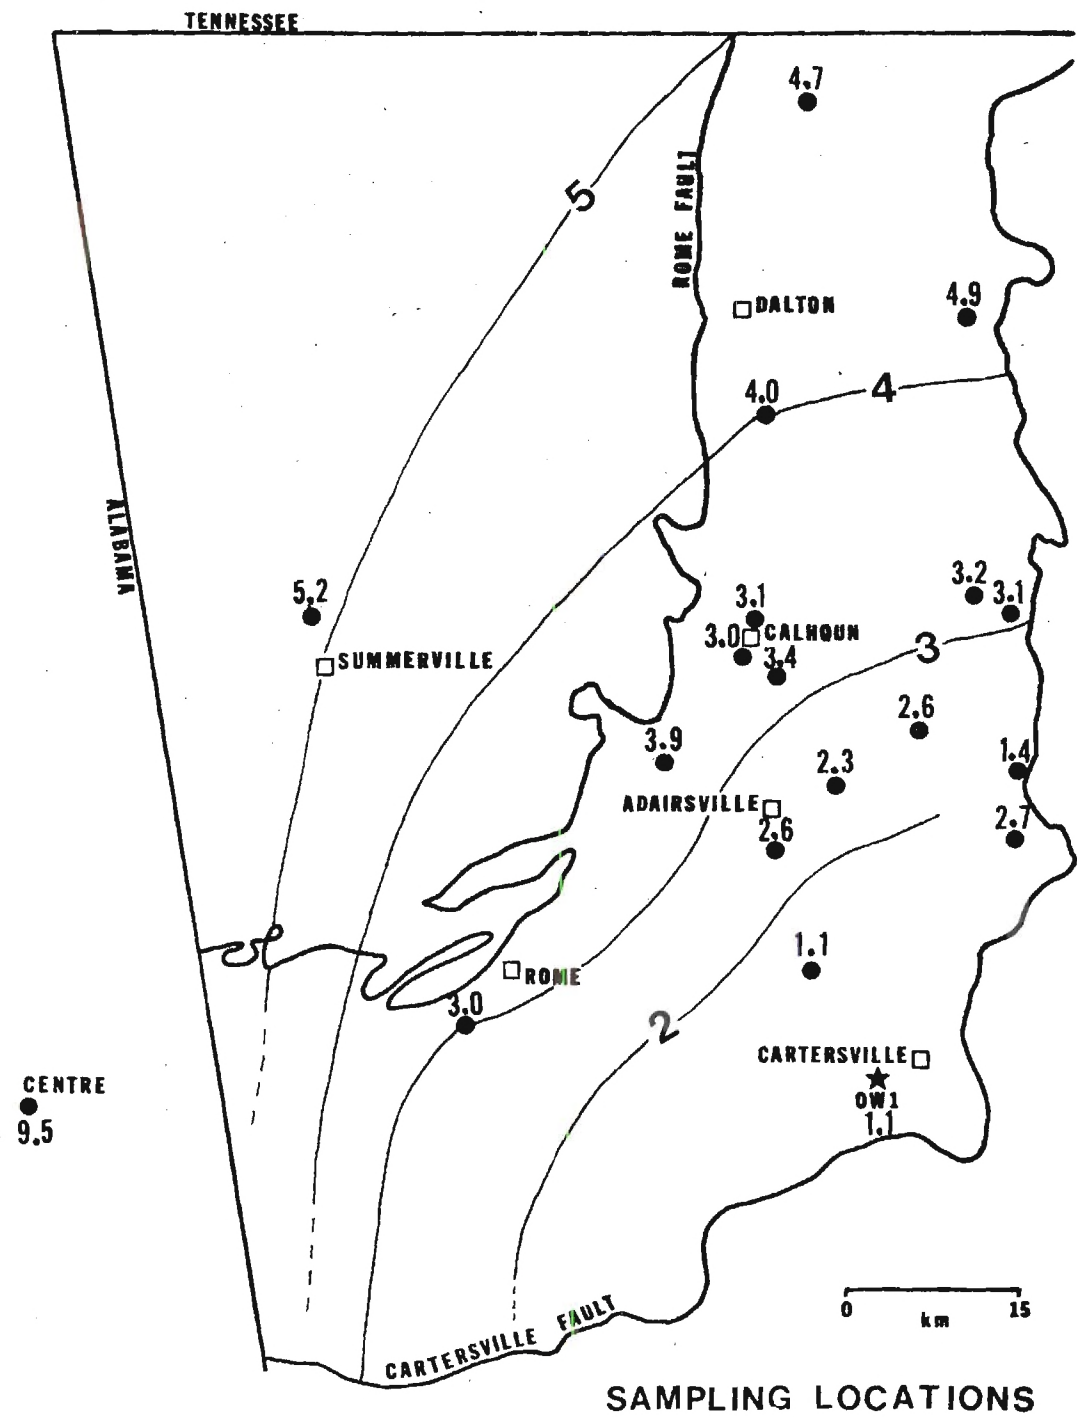 TENNESSEE
4.7
5
ROME FAULT
DALTON
4.9
4.0
4
ALABAMA
5.2
3.2
3.1
3.1
3.0
CALHOUN
3.4
3
SUMMERVILLE
2.6
3.9
2.3
1.4
ADAIRSVILLE
2.6
2.7
1.1
ROME
3.0
2
CARTERSVILLE
OW1
1.1
CENTRE
9.5
0 15
km
CARTERSVILLE FAULT
SAMPLING LOCATIONS